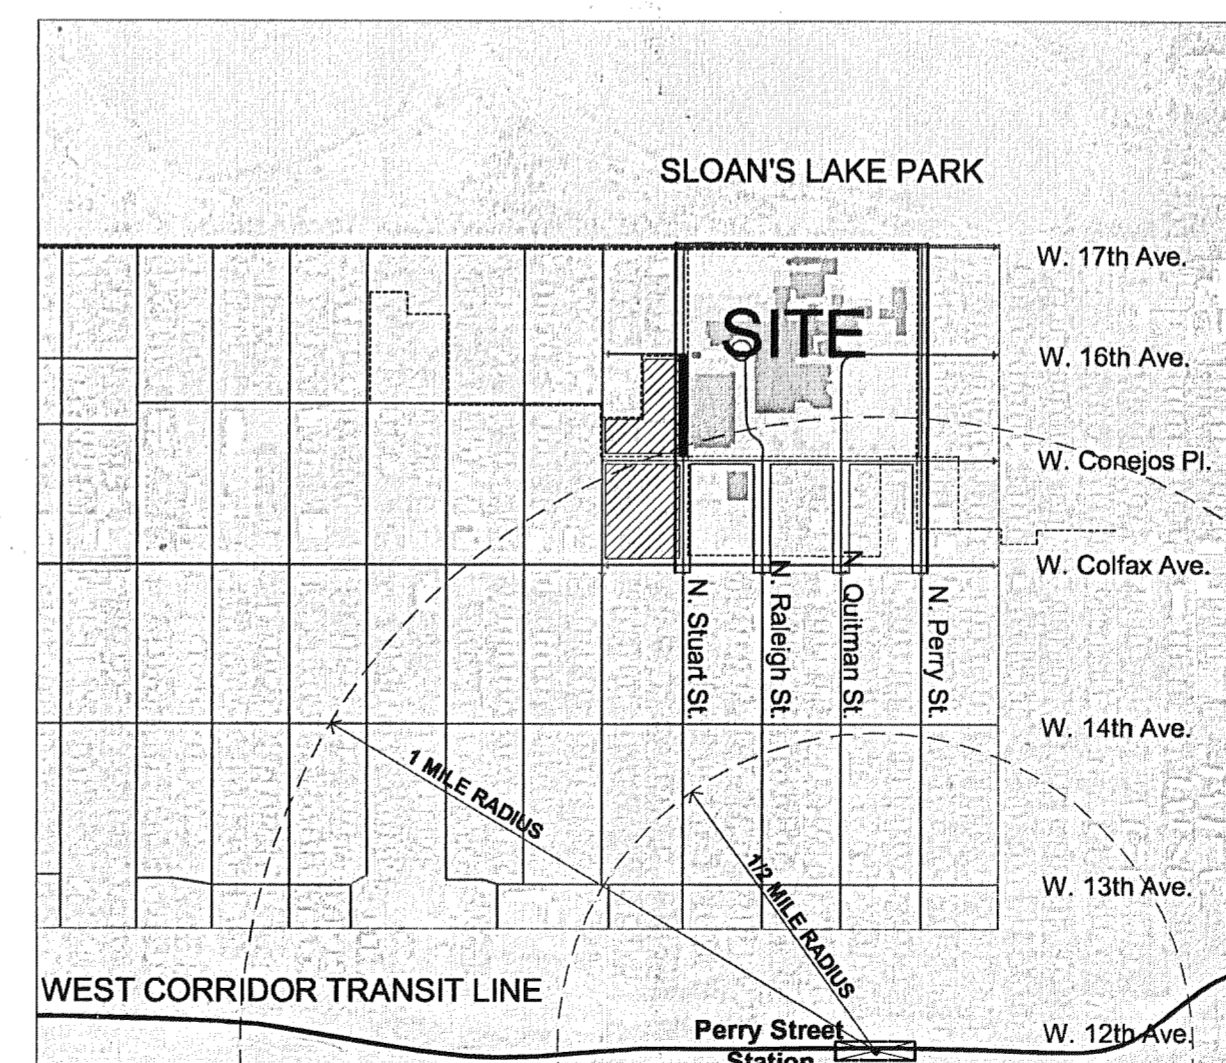 SLOAN'S LAKE PARK
W. 17th Ave.
SITE
W. 16th Ave.
W. Conejos Pl.
W. Colfax Ave.
N. Stuart St.
N. Raleigh St.
N. Quitman St.
N. Perry St.
W. 14th Ave.
1 MILE RADIUS
1/2 MILE RADIUS
W. 13th Ave.
WEST CORRIDOR TRANSIT LINE
Perry Street
Station
W. 12th Ave.